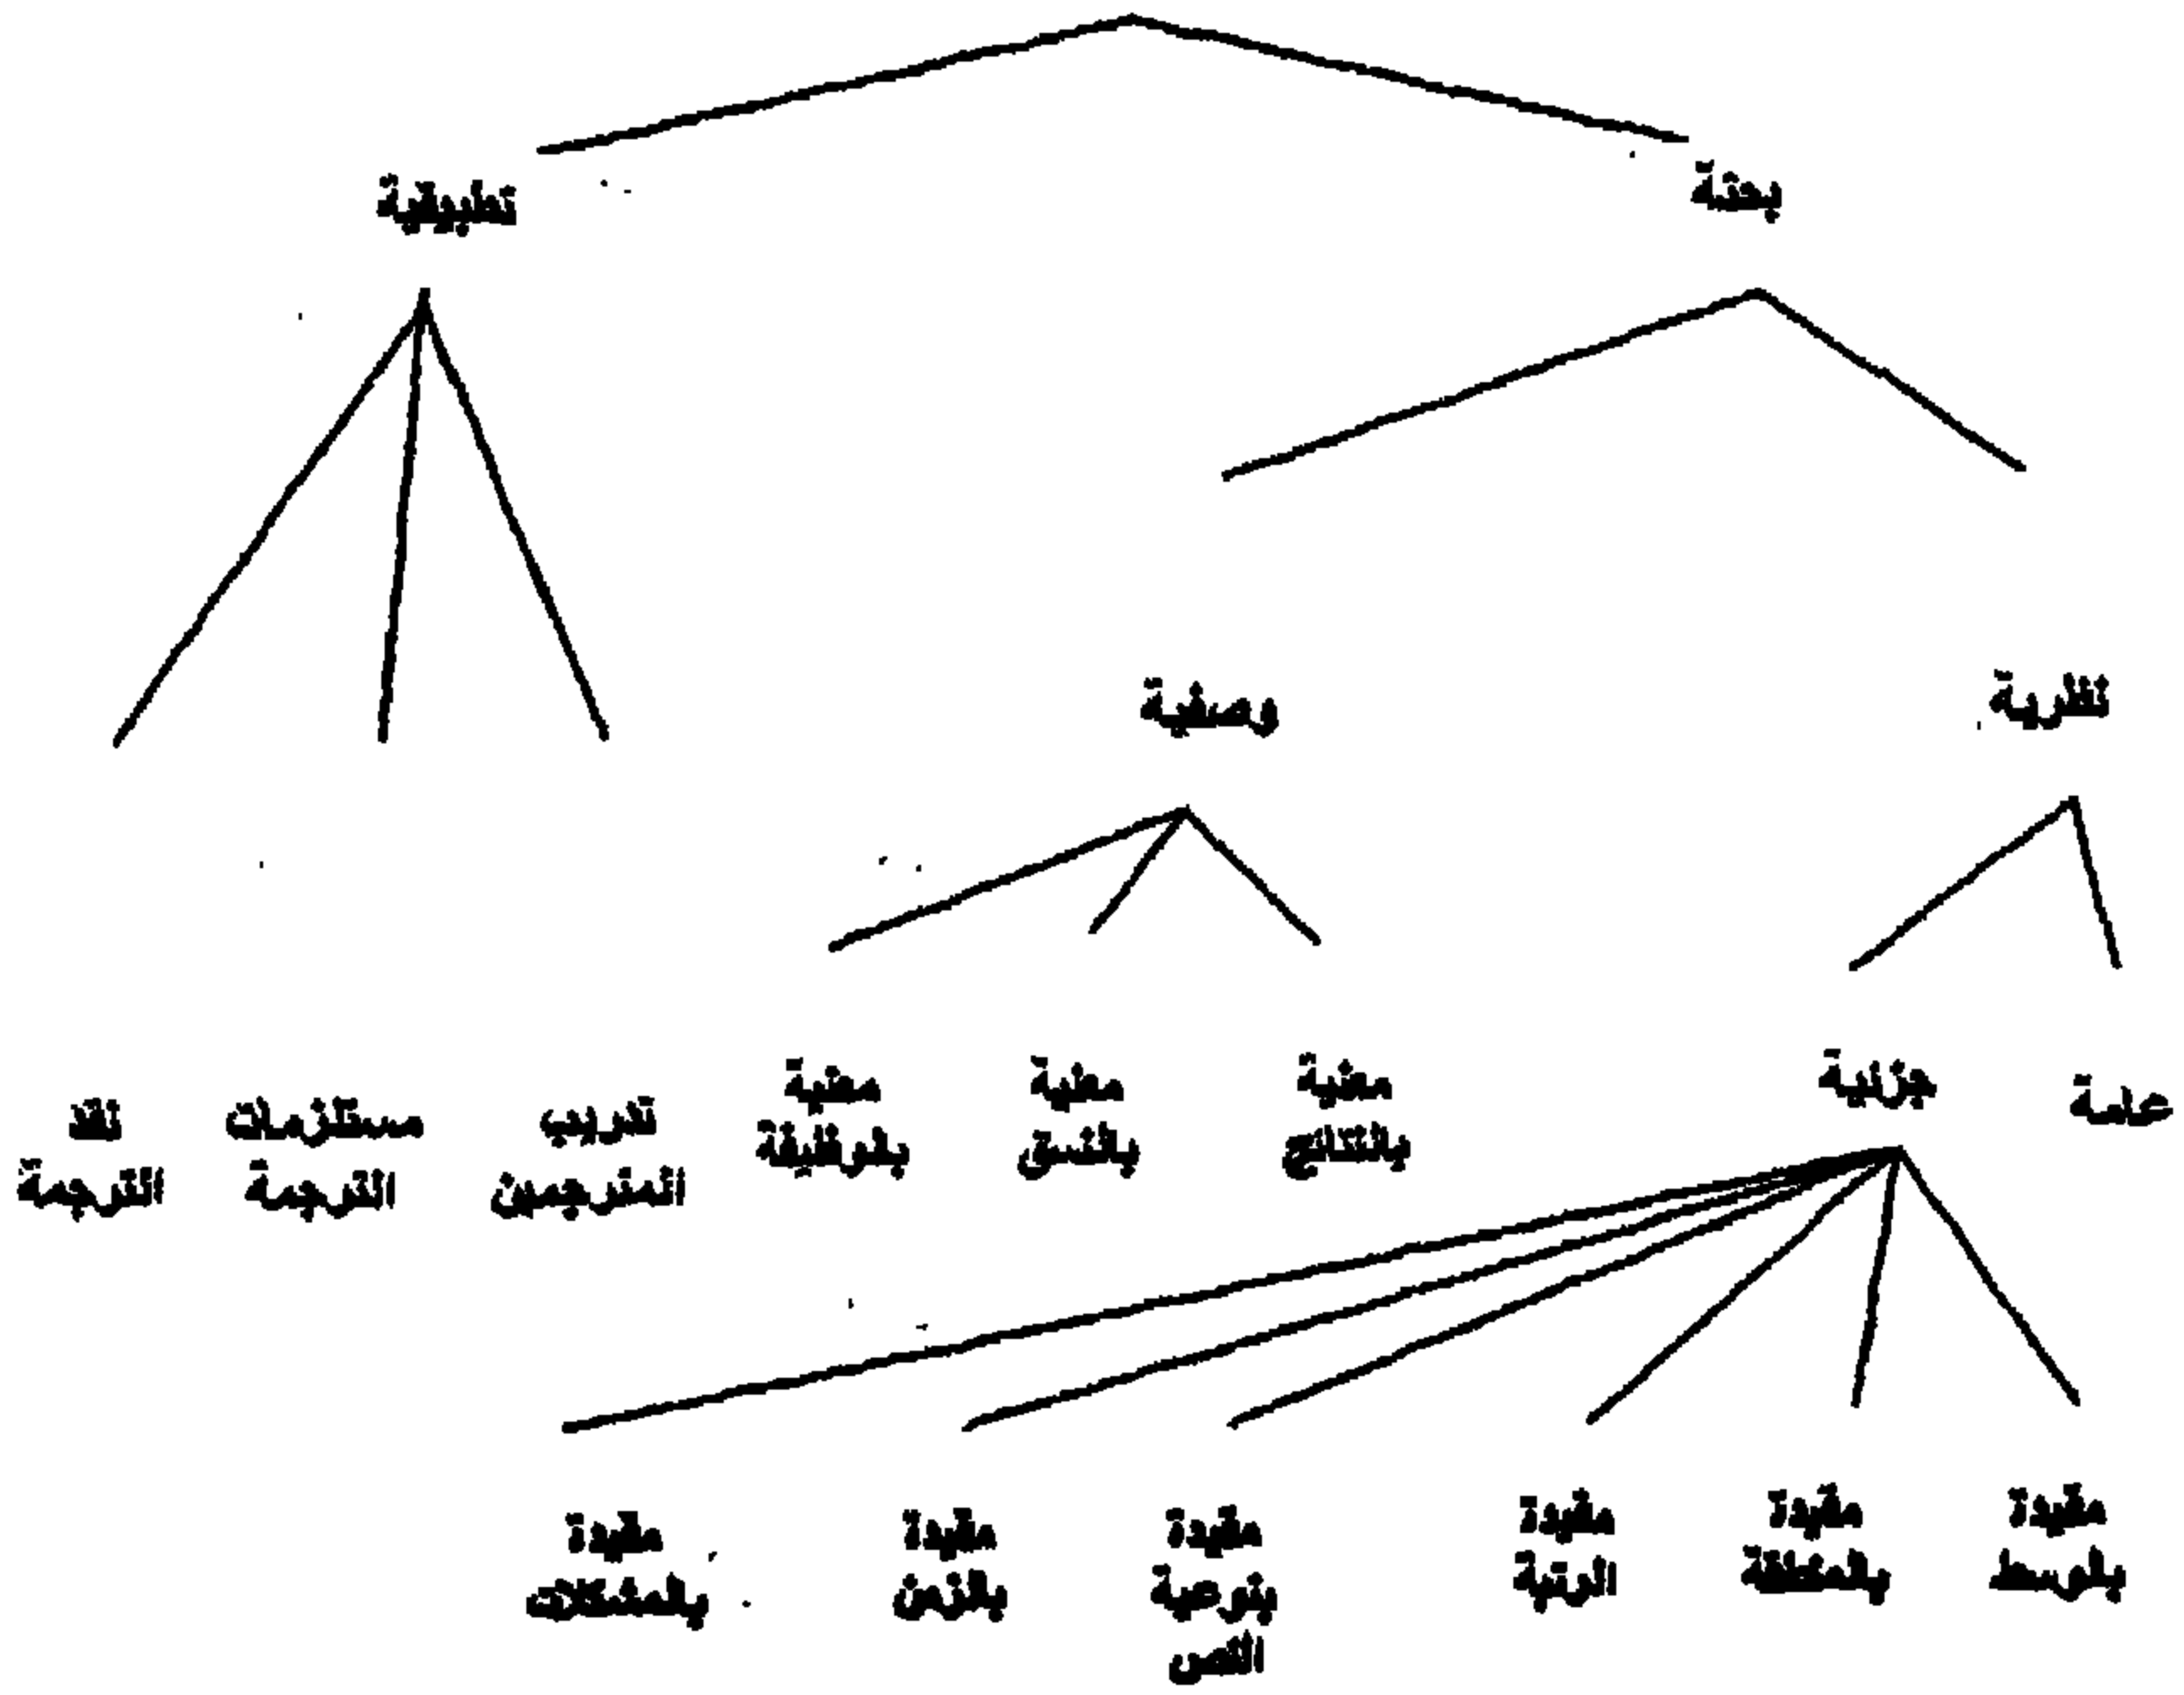 بحتة
تطبيقية
نظرية
وصفية
عامة
جزئية
معنية
بالناتج
معنية
بالنسق
معنية
بالوظيفة
تدريب
المترجمين
مستلزمات
الترجمة
نقد
الترجمة
مقيدة
بالوسط
مقيدة
بالمنطقة
مقيدة
الرتبة
مقيدة
بنوعية
النص
مقيدة
بالزمن
مقيدة
بالمشكلات